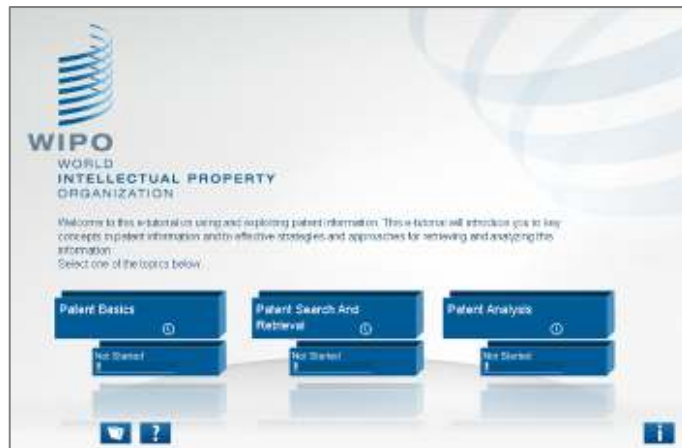 WIPO
WORLD
INTELLECTUAL PROPERTY
ORGANIZATION
Welcome to this e-tutorial on using and exploiting patent information. This e-tutorial will introduce you to key
concepts in patent information and to effective strategies and approaches for retrieving and analyzing this
information.
Select one of the topics below.
Patent Basics
Patent Search And
Retrieval
Patent Analysis
Not Started
Not Started
Not Started
?
i